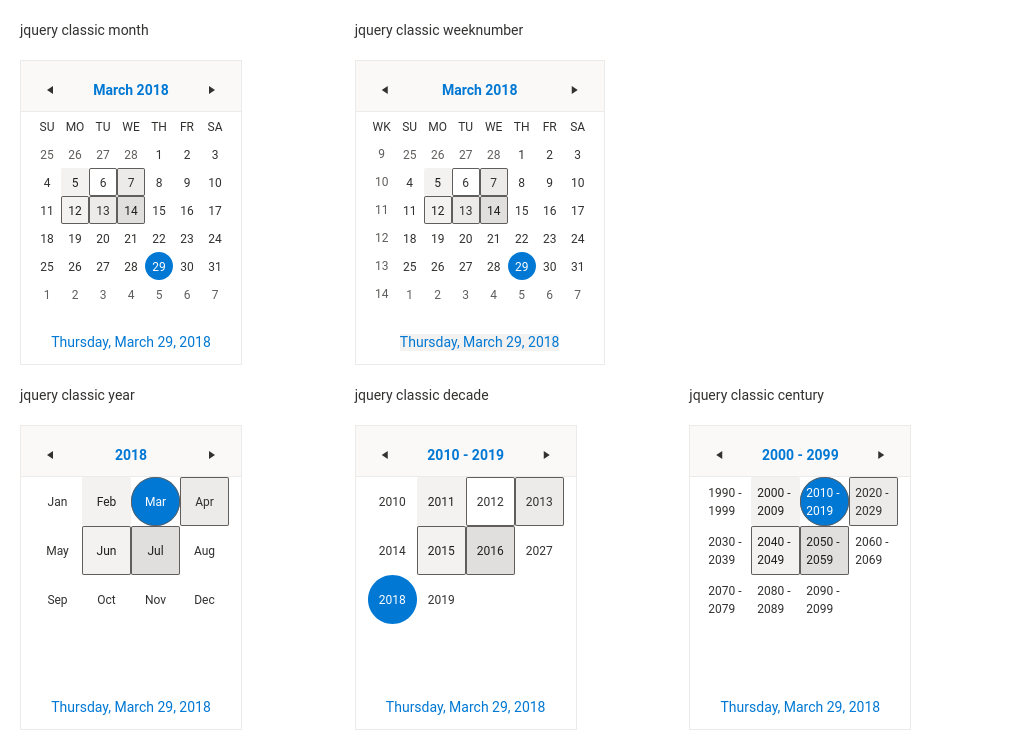 jquery classic month
jquery classic weeknumber
March 2018
SU MO TU WE TH FR SA
25 26 27 28 1 2 3
4 5 6 7 8 9 10
11 12 13 14 15 16 17
18 19 20 21 22 23 24
25 26 27 28 29 30 31
1 2 3 4 5 6 7
Thursday, March 29, 2018
March 2018
WK SU MO TU WE TH FR SA
9 25 26 27 28 1 2 3
10 4 5 6 7 8 9 10
11 11 12 13 14 15 16 17
12 18 19 20 21 22 23 24
13 25 26 27 28 29 30 31
14 1 2 3 4 5 6 7
Thursday, March 29, 2018
jquery classic year
jquery classic decade
jquery classic century
2018
Jan Feb Mar Apr
May Jun Jul Aug
Sep Oct Nov Dec
Thursday, March 29, 2018
2010 - 2019
2010 2011 2012 2013
2014 2015 2016 2027
2018 2019
Thursday, March 29, 2018
2000 - 2099
1990 - 2000 - 2010 - 2020 -
1999 2009 2019 2029
2030 - 2040 - 2050 - 2060 -
2039 2049 2059 2069
2070 - 2080 - 2090 -
2079 2089 2099
Thursday, March 29, 2018